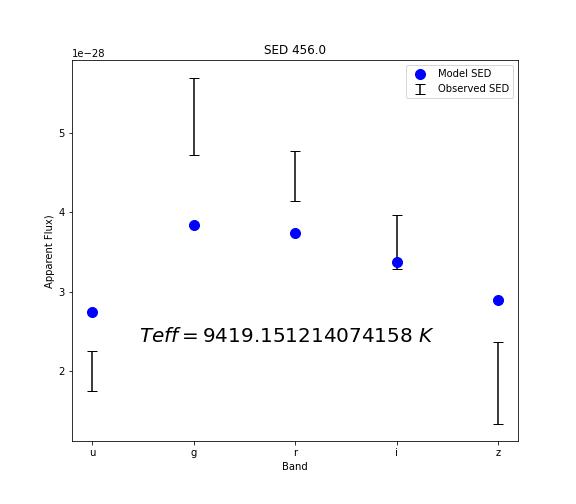 SED 456.0
1e−28
Model SED
Observed SED
5
4
3
2
Apparent Flux)
Teff = 9419.151214074158 K
u g r i z
Band